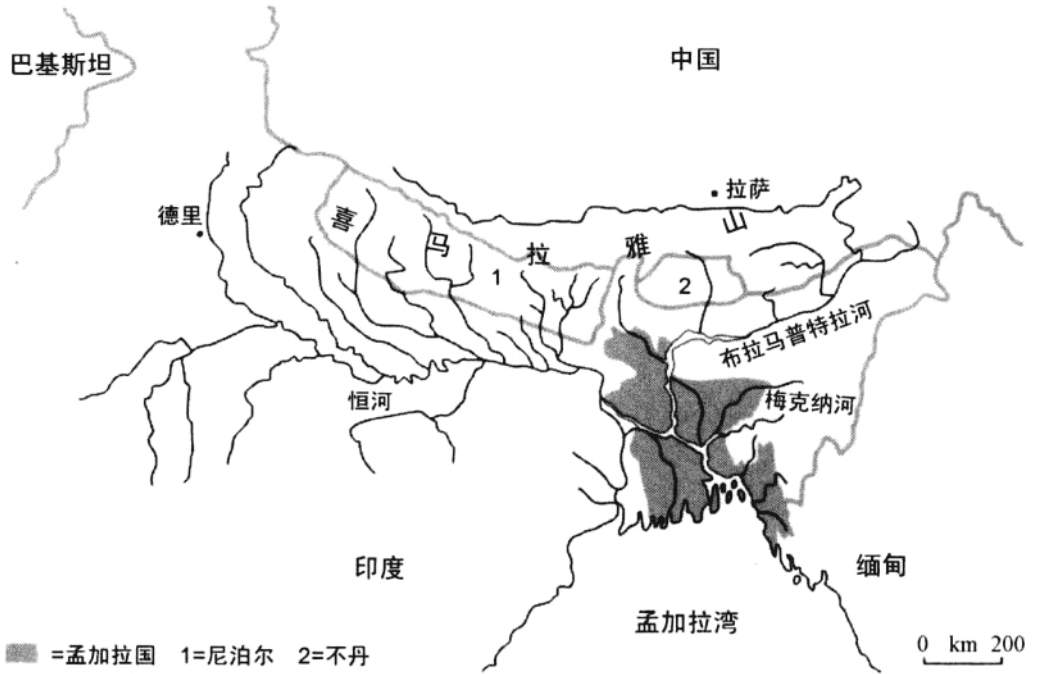 巴基斯坦
中国
拉萨
德里
喜马拉雅山
1
2
布拉马普特拉河
恒河
梅克纳河
印度
缅甸
孟加拉湾
0 km 200
=孟加拉国 1=尼泊尔 2=不丹